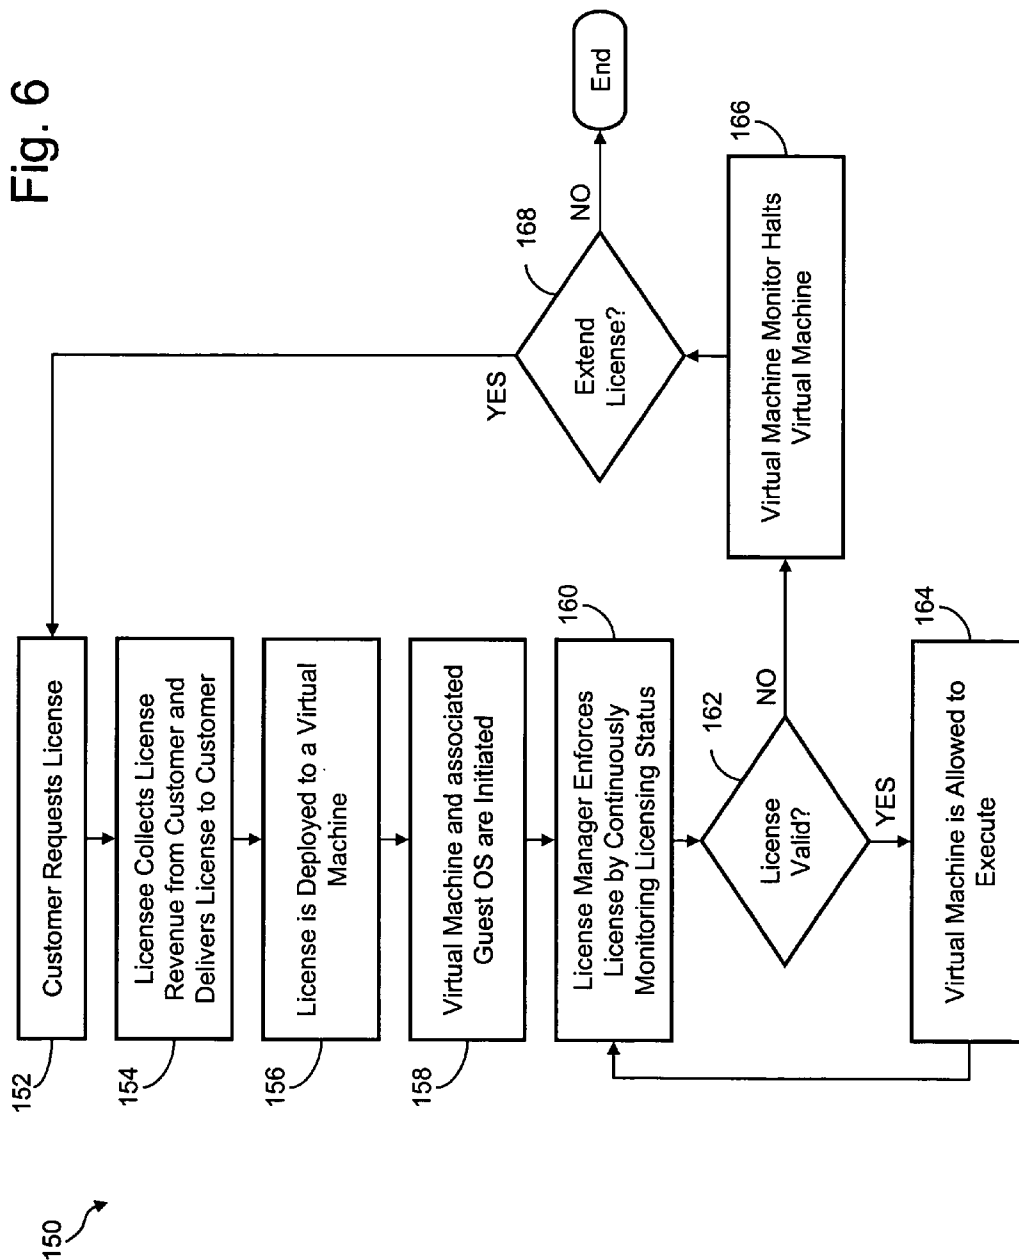 Fig. 6
150
152
Customer Requests License
154
Licensee Collects License
Revenue from Customer and
Delivers License to Customer
156
License is Deployed to a Virtual
Machine
158
Virtual Machine and associated
Guest OS are Initiated
160
License Manager Enforces
License by Continuously
Monitoring Licensing Status
162
License
Valid?
YES
NO
164
Virtual Machine is Allowed to
Execute
166
Virtual Machine Monitor Halts
Virtual Machine
168
Extend
License?
YES
NO
End